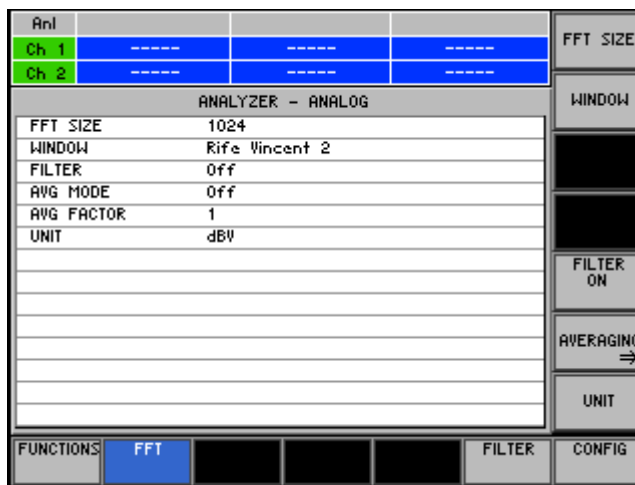 Anl
Ch 1 ----- ----- -----
Ch 2 ----- ----- -----
ANALYZER - ANALOG
FFT SIZE 1024
WINDOW Rife Vincent 2
FILTER Off
AVG MODE Off
AVG FACTOR 1
UNIT dBV
FFT SIZE
WINDOW
FILTER
ON
AVERAGING
⇒
UNIT
FUNCTIONS FFT FILTER CONFIG